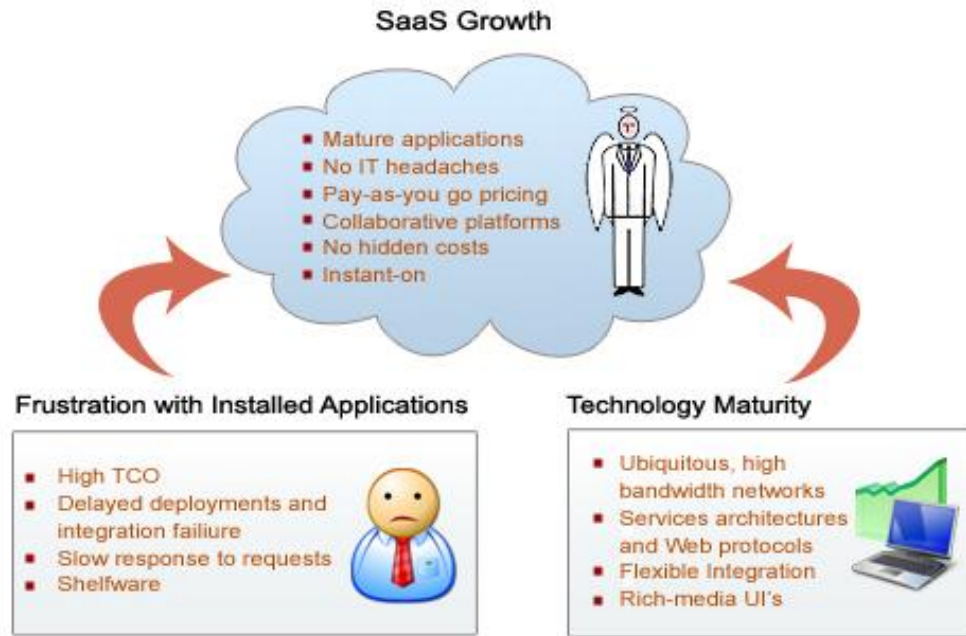 SaaS Growth
Mature applications
No IT headaches
Pay-as-you go pricing
Collaborative platforms
No hidden costs
Instant-on
Frustration with Installed Applications
High TCO
Delayed deployments and
integration failiure
Slow response to requests
Shelfware
Technology Maturity
Ubiquitous, high
bandwidth networks
Services architectures
and Web protocols
Flexible Integration
Rich-media UI's